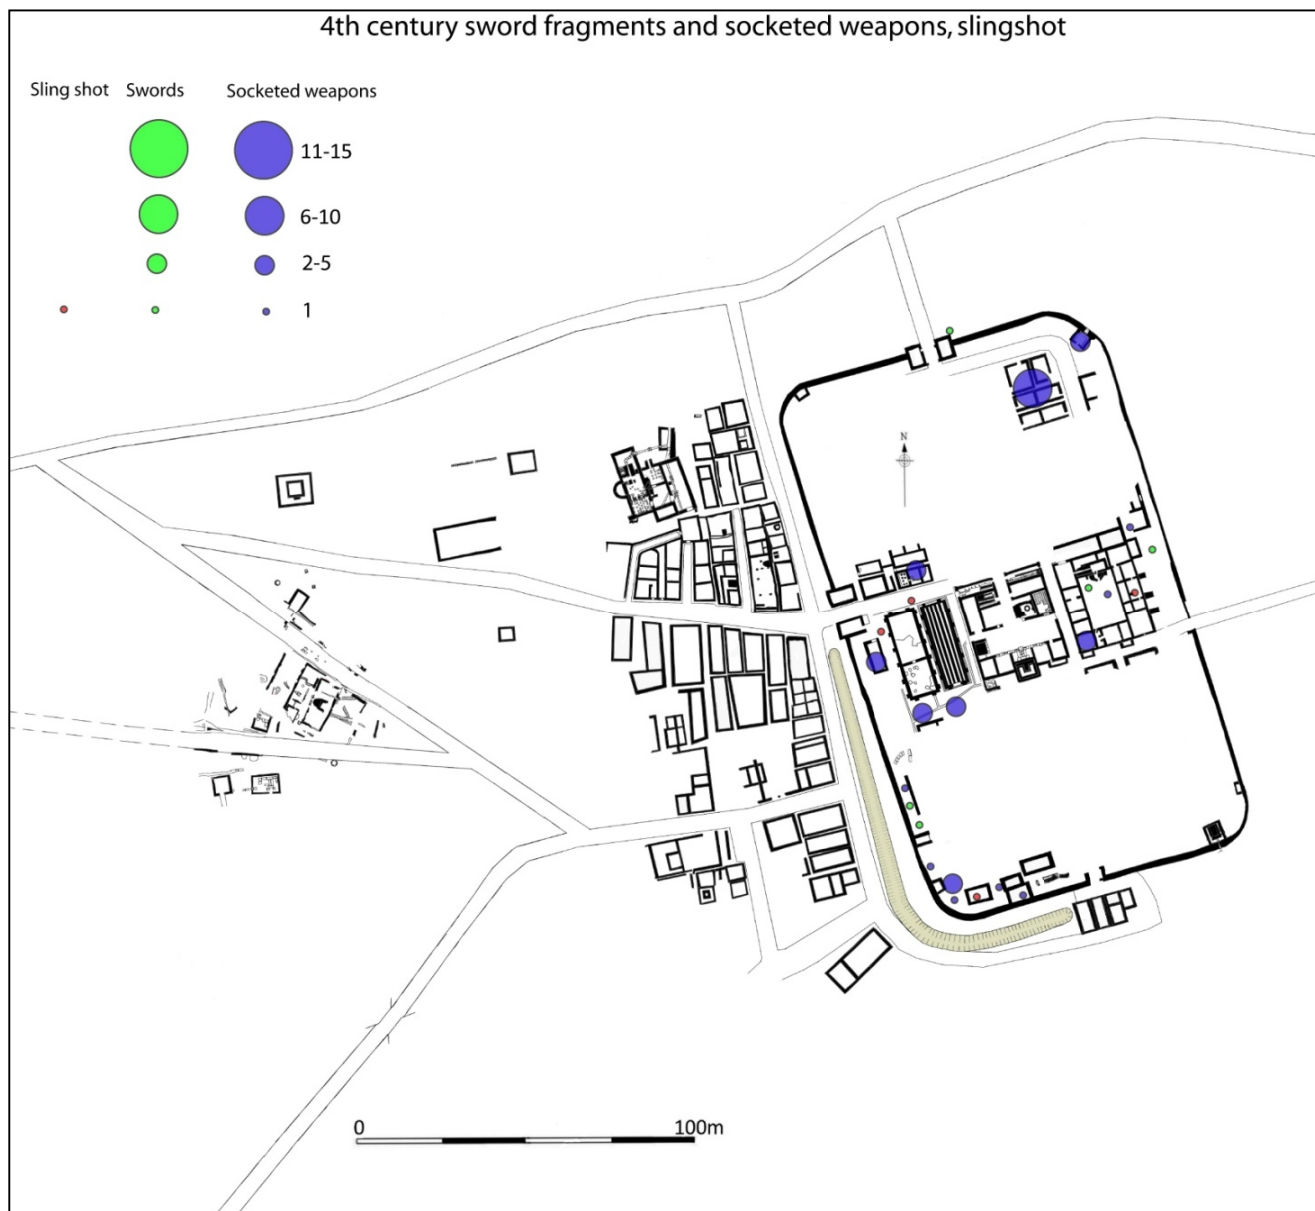 4th century sword fragments and socketed weapons, slingshot
Sling shot Swords Socketed weapons
11-15
6-10
2-5
1
N
0 100m